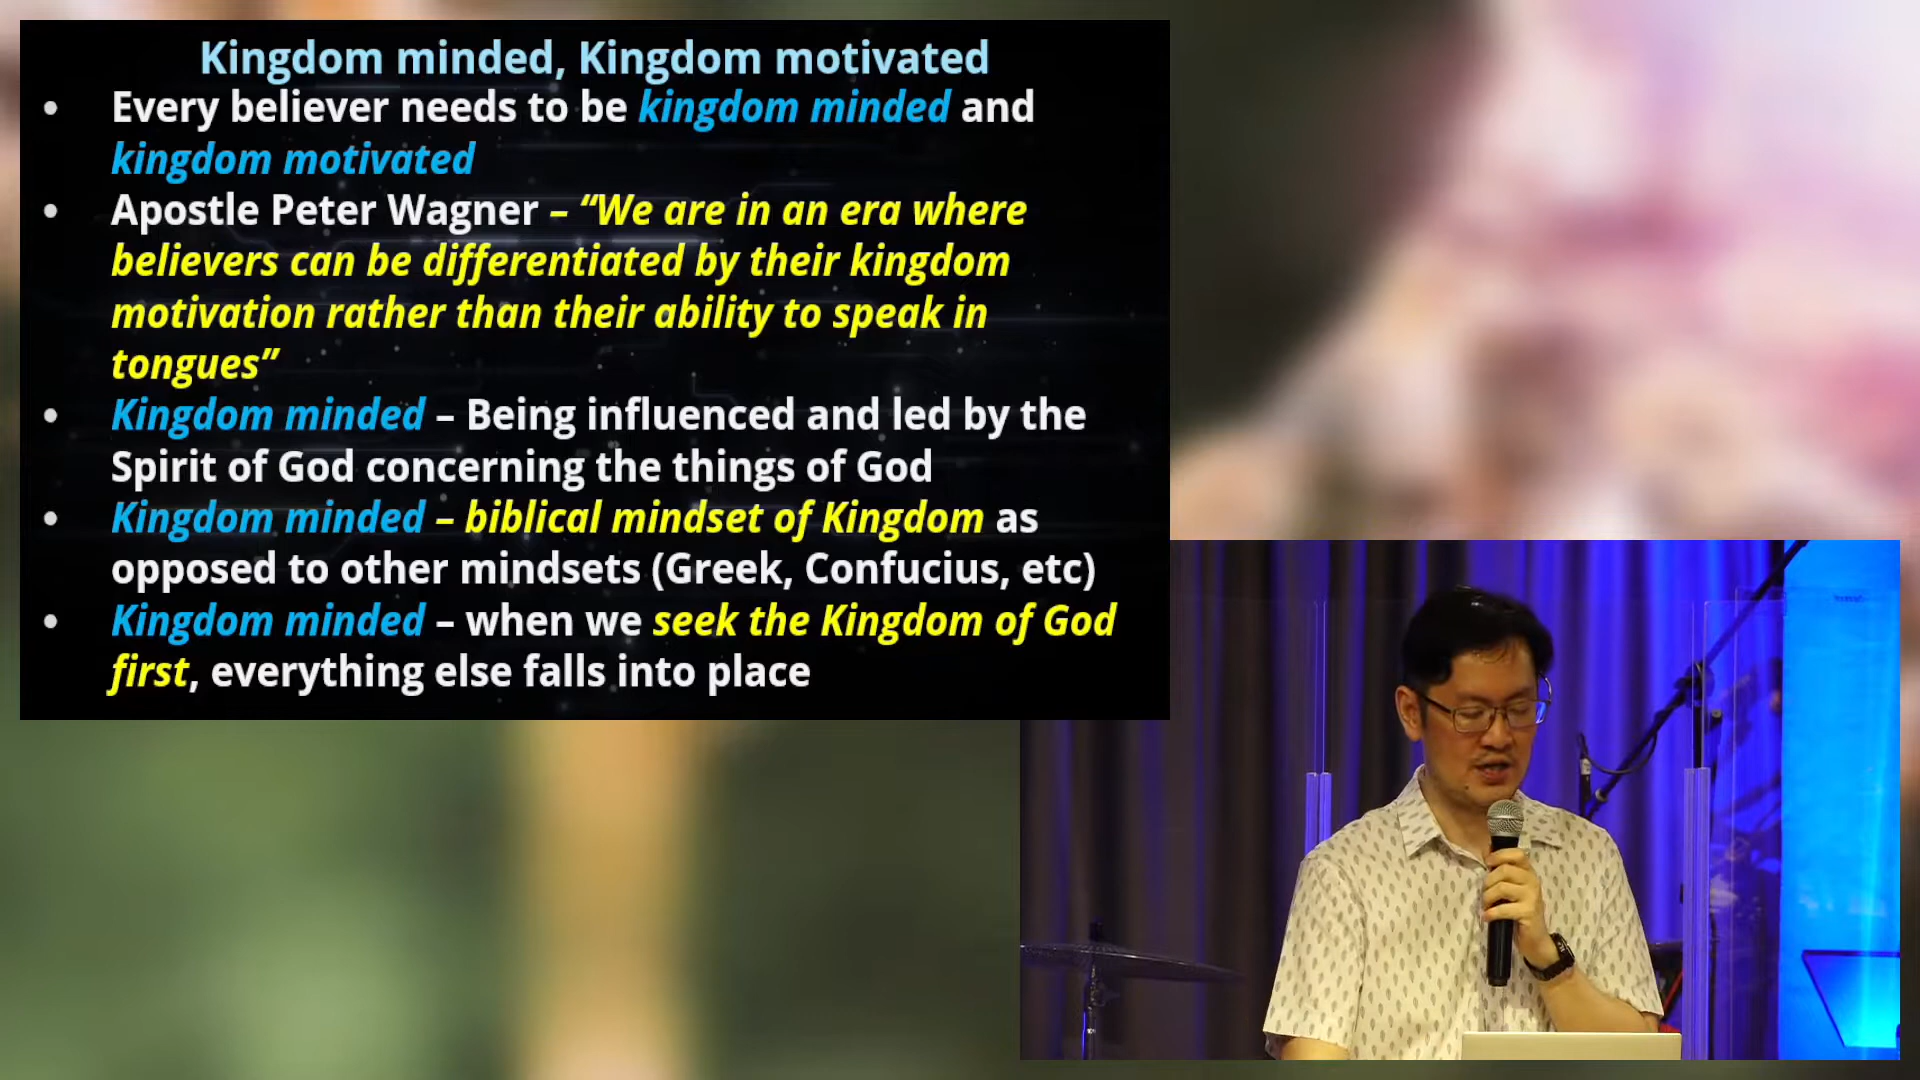 Kingdom minded, Kingdom motivated
• Every believer needs to be kingdom minded and
kingdom motivated
• Apostle Peter Wagner – “We are in an era where
believers can be differentiated by their kingdom
motivation rather than their ability to speak in
tongues”
• Kingdom minded – Being influenced and led by the
Spirit of God concerning the things of God
• Kingdom minded – biblical mindset of Kingdom as
opposed to other mindsets (Greek, Confucius, etc)
• Kingdom minded – when we seek the Kingdom of God
first, everything else falls into place